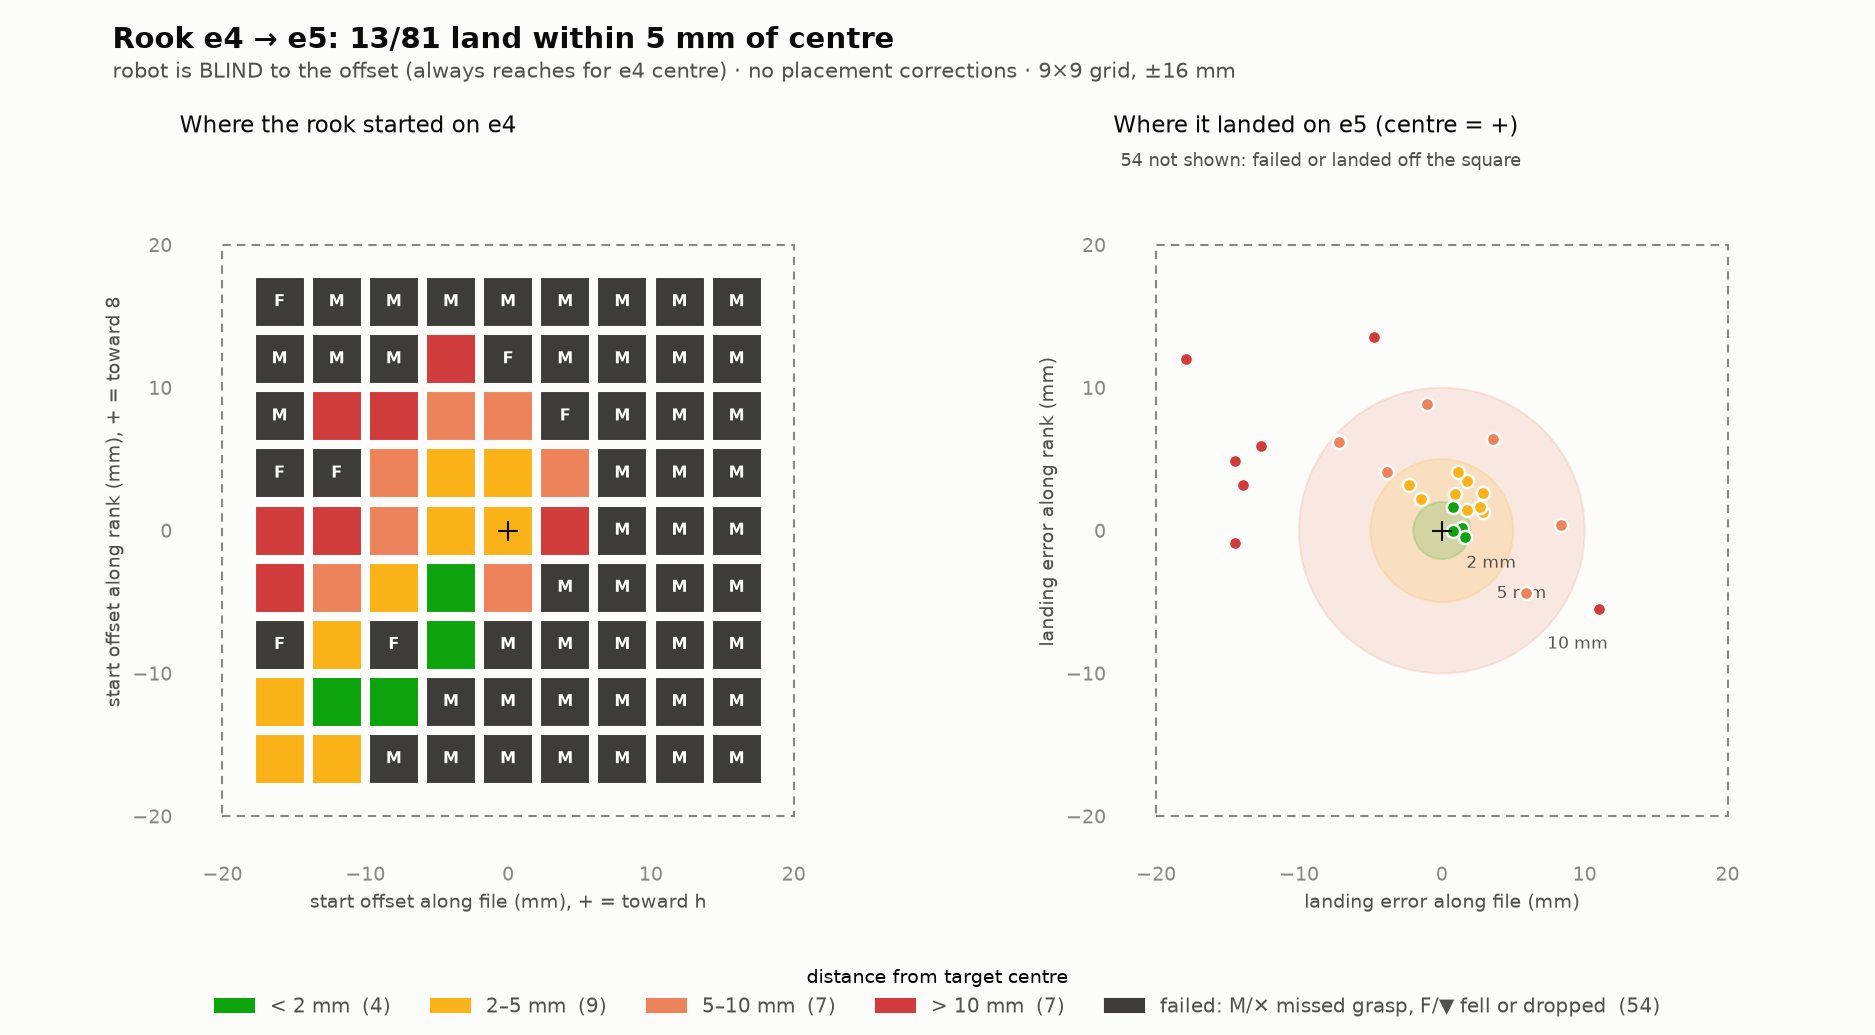 Rook e4 → e5: 13/81 land within 5 mm of centre
robot is BLIND to the offset (always reaches for e4 centre) · no placement corrections · 9×9 grid, ±16 mm
Where the rook started on e4
start offset along rank (mm), + = toward 8
20
10
0
−10
−20
F M M M M M M M M
M M M F M M M M
M F M M M
F F M M M
M M M
M M M M
F F M M M M M
M M M M M M
M M M M M M M
−20 −10 0 10 20
start offset along file (mm), + = toward h
Where it landed on e5 (centre = +)
54 not shown: failed or landed off the square
landing error along rank (mm)
20
10
0
−10
−20
2 mm
5 mm
10 mm
−20 −10 0 10 20
landing error along file (mm)
distance from target centre
< 2 mm (4) 2–5 mm (9) 5–10 mm (7) > 10 mm (7) failed: M/✕ missed grasp, F/▼ fell or dropped (54)